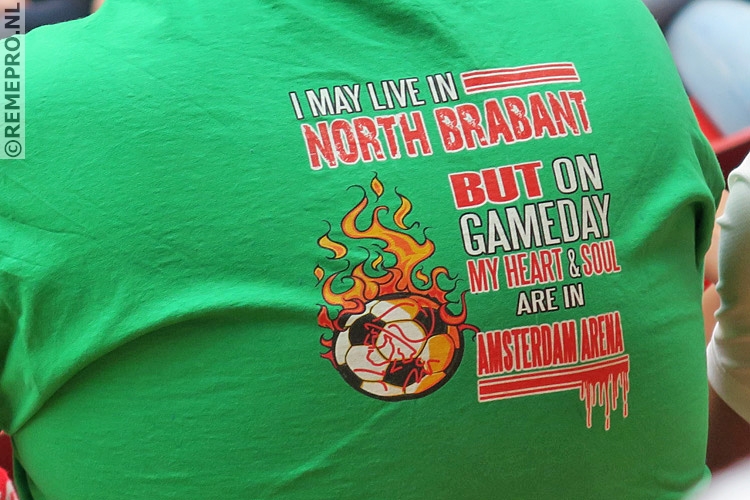 ©REMEPRO.NL
I MAY LIVE IN
NORTH BRABANT
BUT ON
GAMEDAY
MY HEART & SOUL
ARE IN
AMSTERDAM ARENA